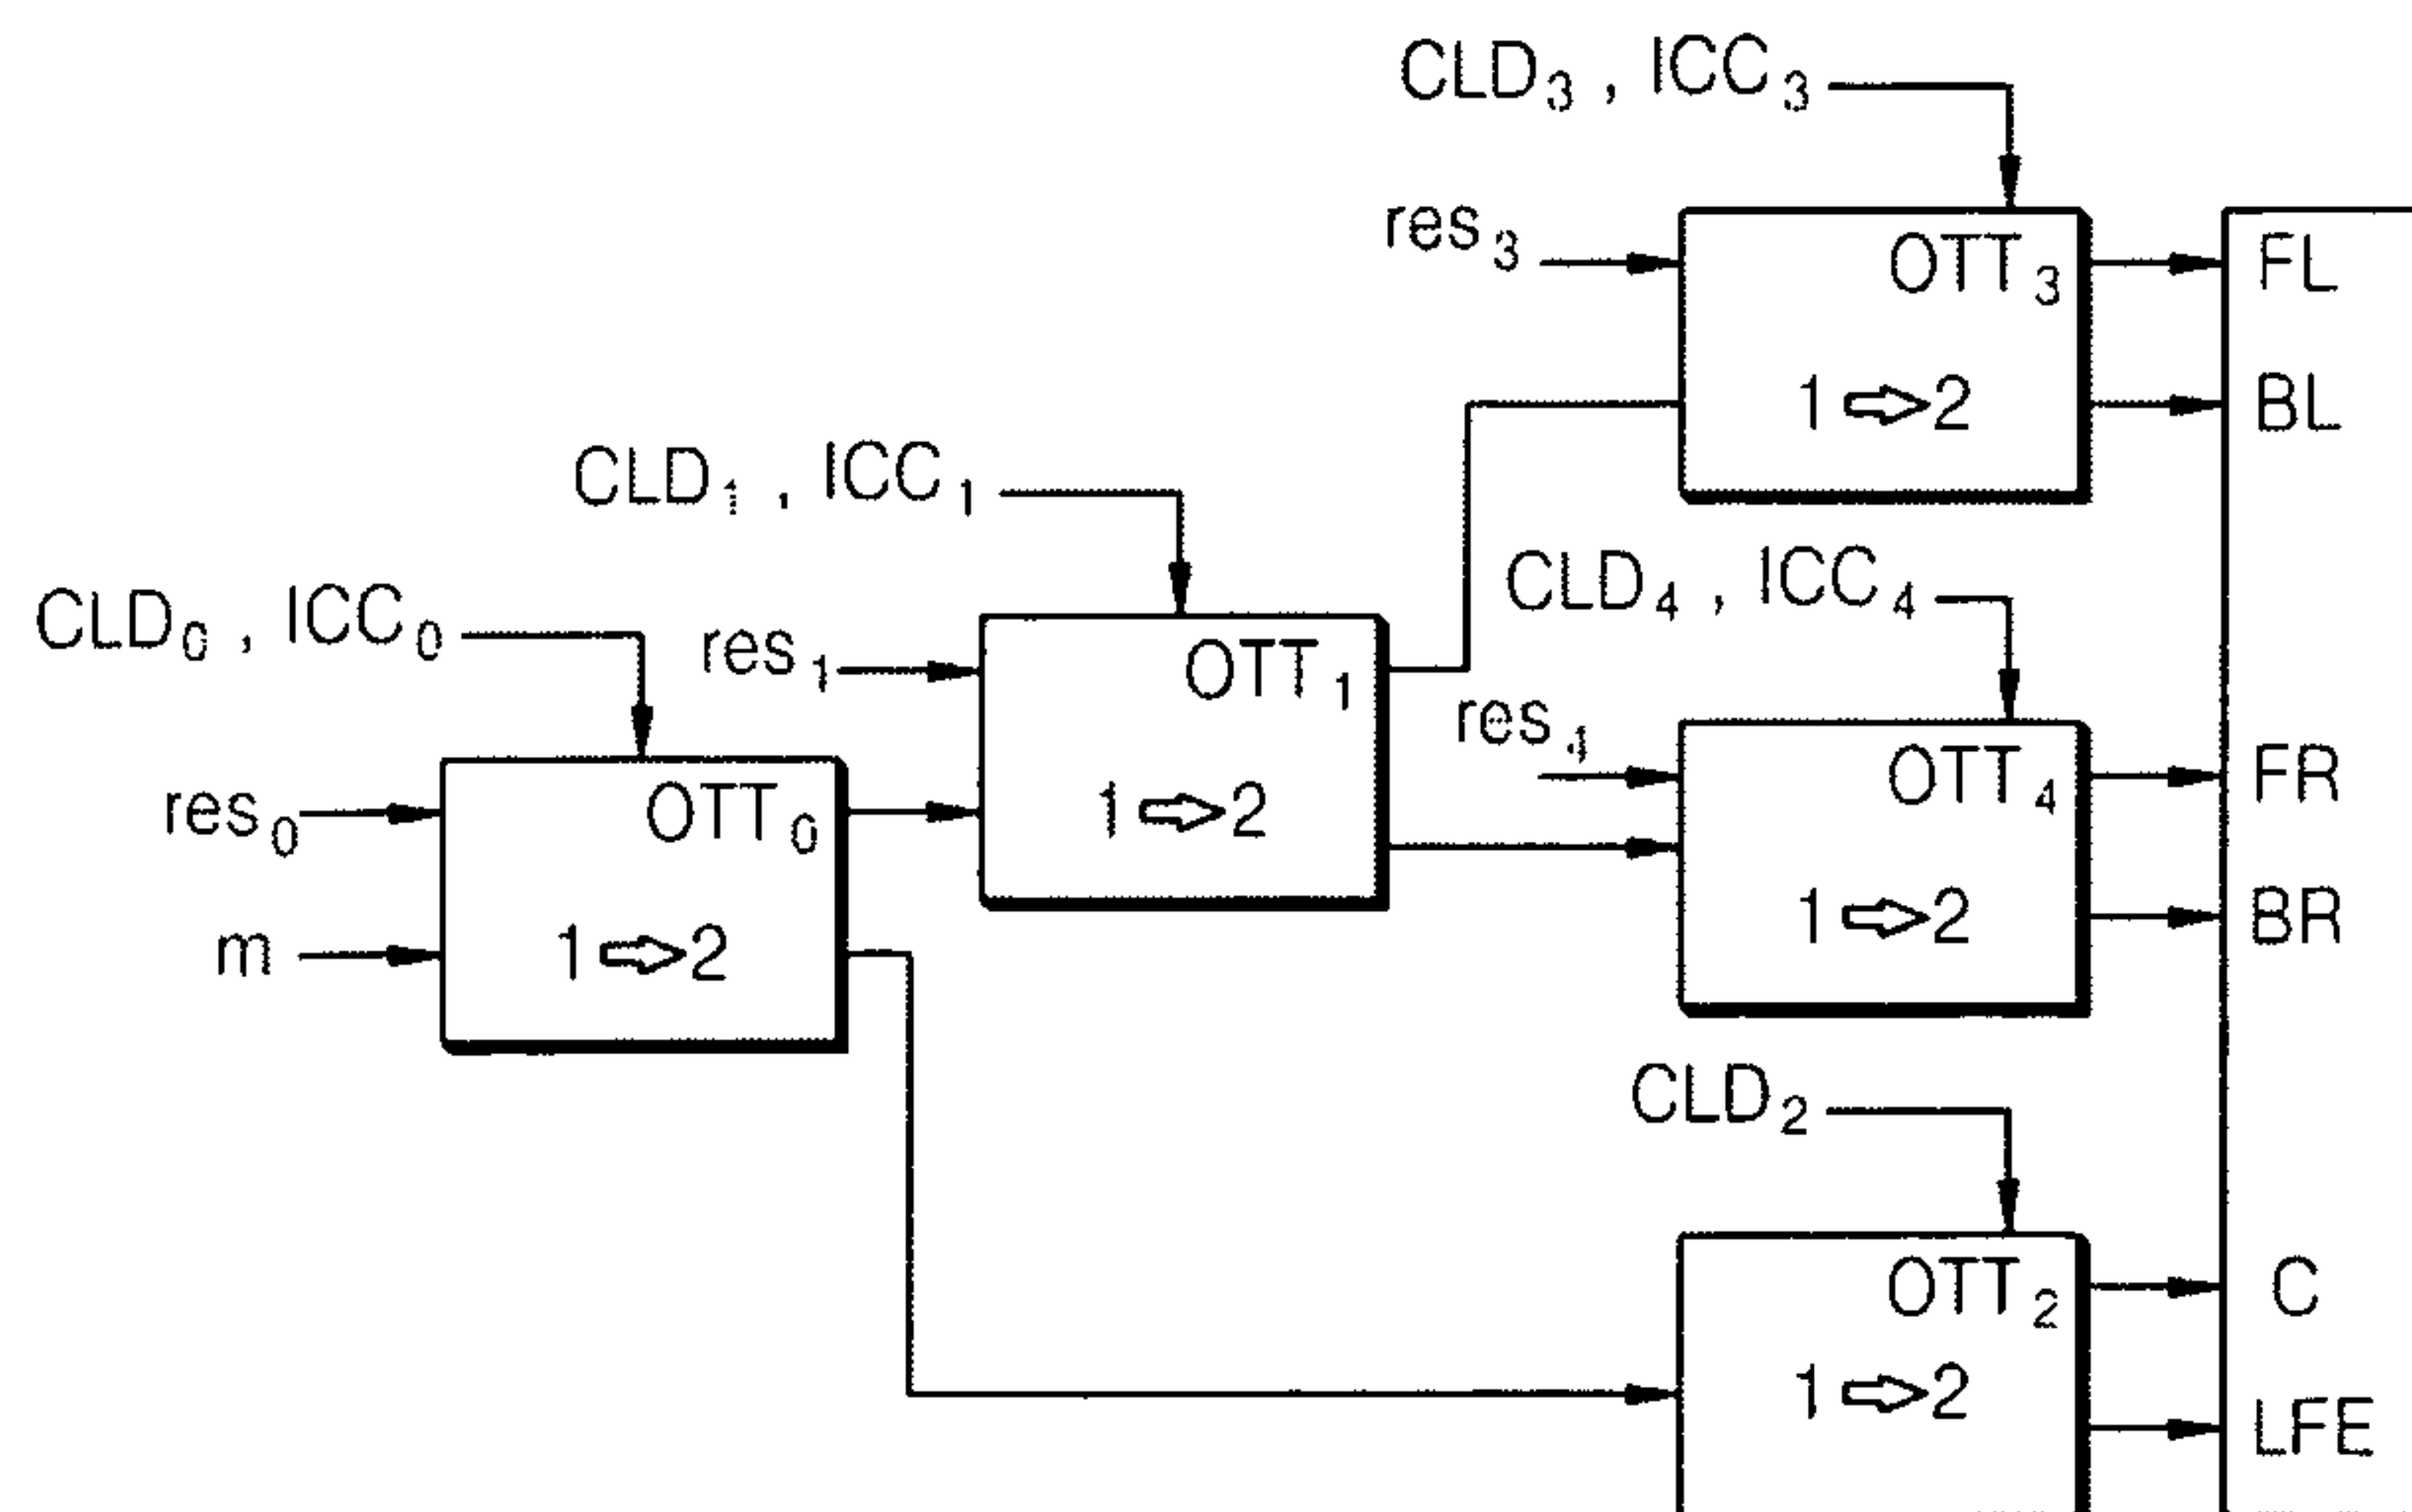 CLD3 , ICC3
res3
OTT3
FL
1⇨2
BL
CLD1 , ICC1
CLD4 , ICC4
CLD0 , ICC0
res1
OTT1
res4
OTT4
FR
res0
OTT0
1⇨2
1⇨2
BR
m
1⇨2
CLD2
OTT2
C
1⇨2
LFE